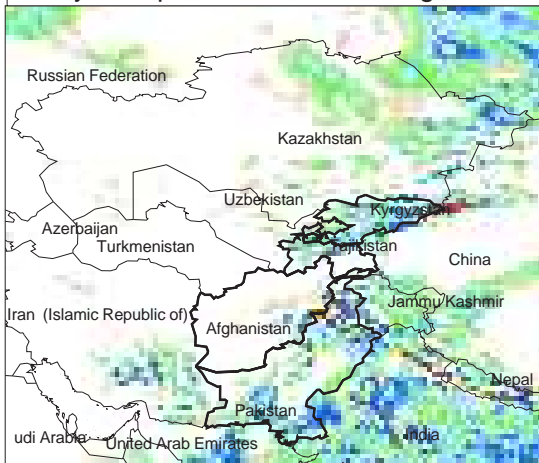 Russian Federation
Kazakhstan
Uzbekistan
Kyrgyzstan
Azerbaijan
Turkmenistan
Tajikistan
China
Iran (Islamic Republic of)
Jammu Kashmir
Afghanistan
Nepal
Pakistan
udi Arabia
United Arab Emirates
India